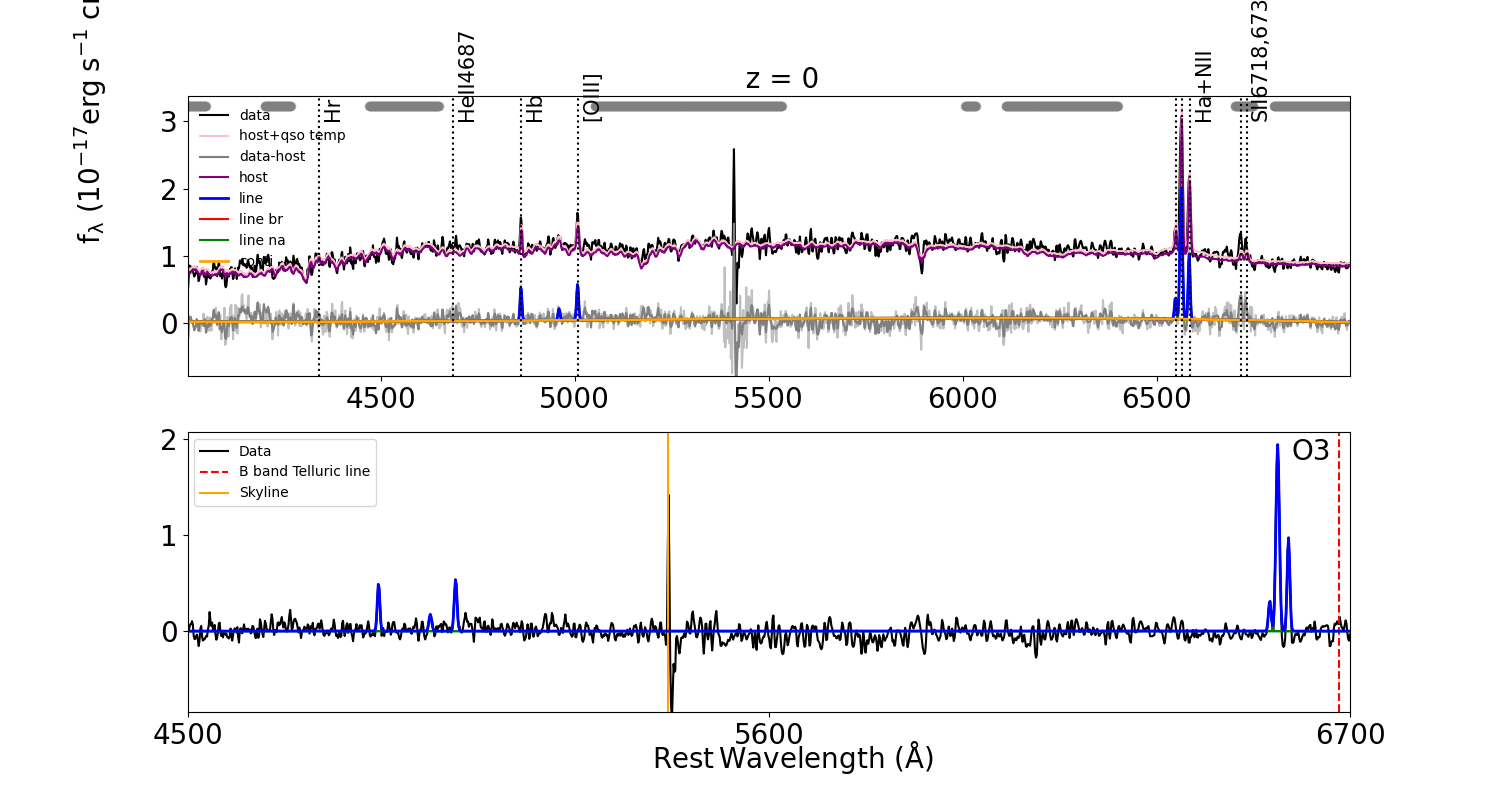 z = 0
f_λ (10⁻¹⁷erg s⁻¹
Hr
HeII4687
Hb
[OIII]
Ha+NII
SII6718,673
data
host+qso temp
data-host
host
line
line br
line na
conti
3
2
1
0
4500 5000 5500 6000 6500
Data
B band Telluric line
Skyline
O3
2
1
0
4500 5600 6700
Rest Wavelength (Å)